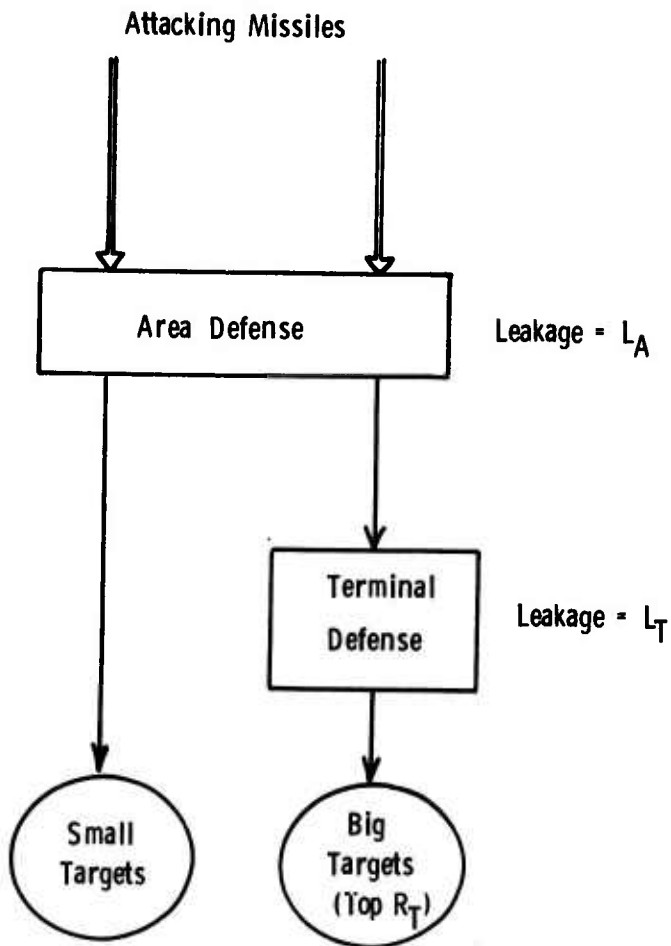 Attacking Missiles
Area Defense
Leakage = L_A
Terminal
Defense
Leakage = L_T
Small
Targets
Big
Targets
(Top R_T)